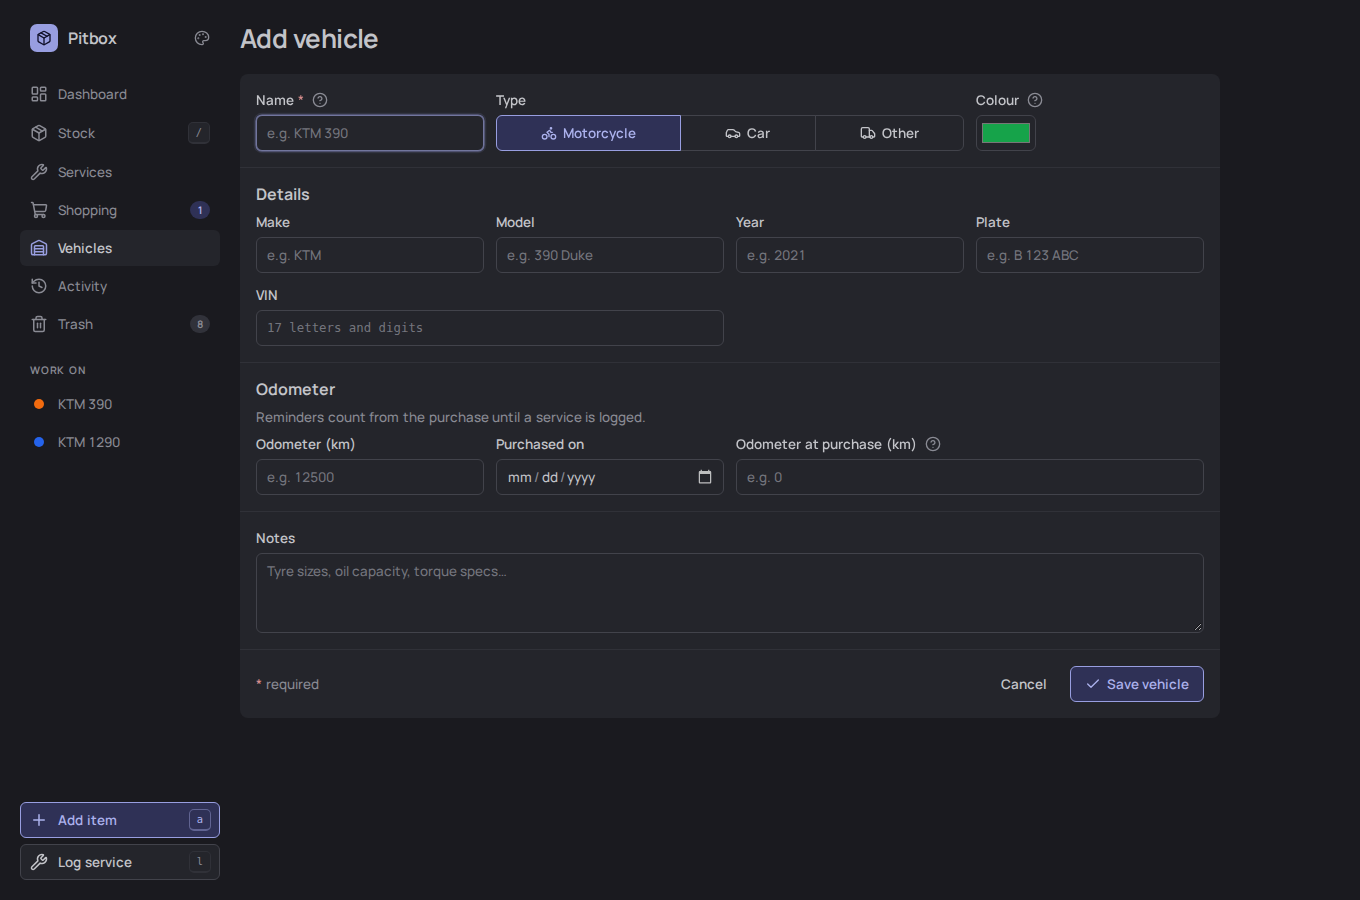 Pitbox
Dashboard
Stock /
Services
Shopping 1
Vehicles
Activity
Trash 8
WORK ON
KTM 390
KTM 1290
Add item a
Log service l
Add vehicle
Name * Type Colour
e.g. KTM 390 Motorcycle Car Other
Details
Make Model Year Plate
e.g. KTM e.g. 390 Duke e.g. 2021 e.g. B 123 ABC
VIN
17 letters and digits
Odometer
Reminders count from the purchase until a service is logged.
Odometer (km) Purchased on Odometer at purchase (km)
e.g. 12500 mm/dd/yyyy e.g. 0
Notes
Tyre sizes, oil capacity, torque specs…
* required Cancel Save vehicle